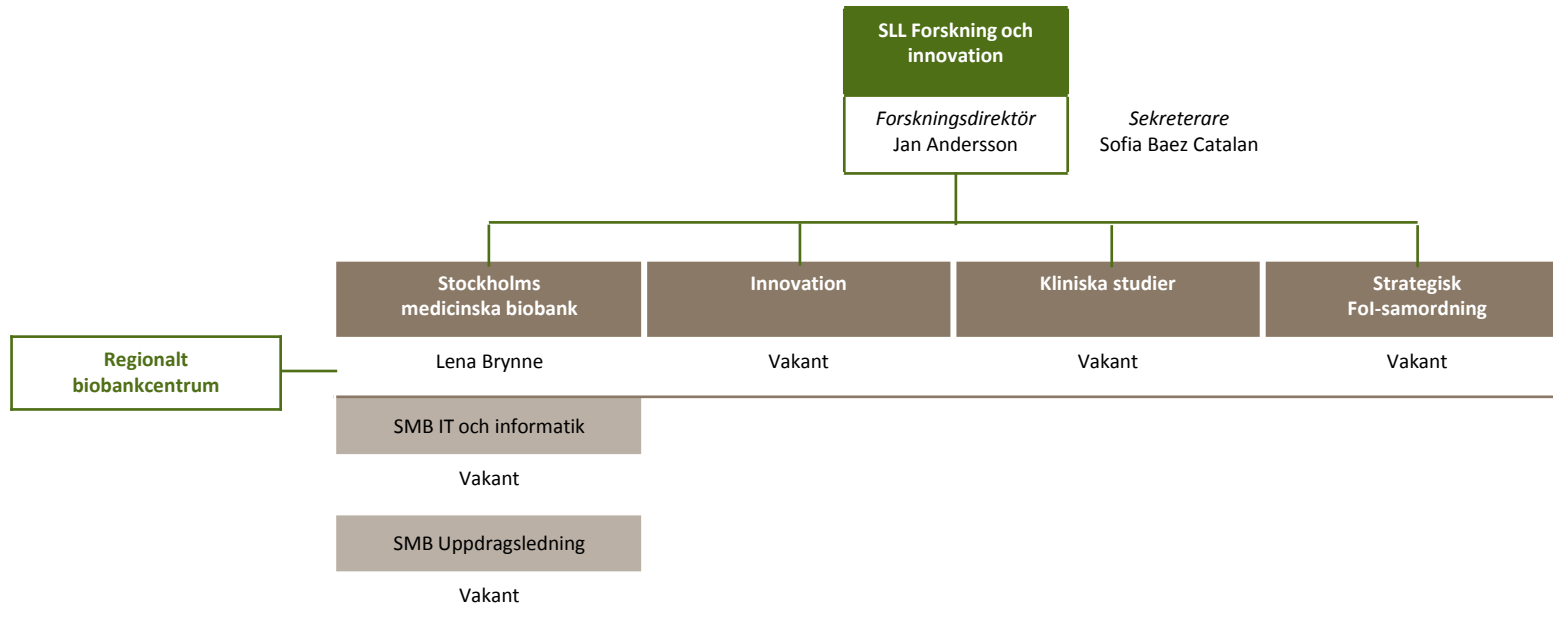 SLL Forskning och
innovation
Forskningsdirektör
Jan Andersson
Sekreterare
Sofia Baez Catalan
Stockholms
medicinska biobank
Innovation
Kliniska studier
Strategisk
FoI-samordning
Regionalt
biobankcentrum
Lena Brynne
Vakant
Vakant
Vakant
SMB IT och informatik
Vakant
SMB Uppdragsledning
Vakant